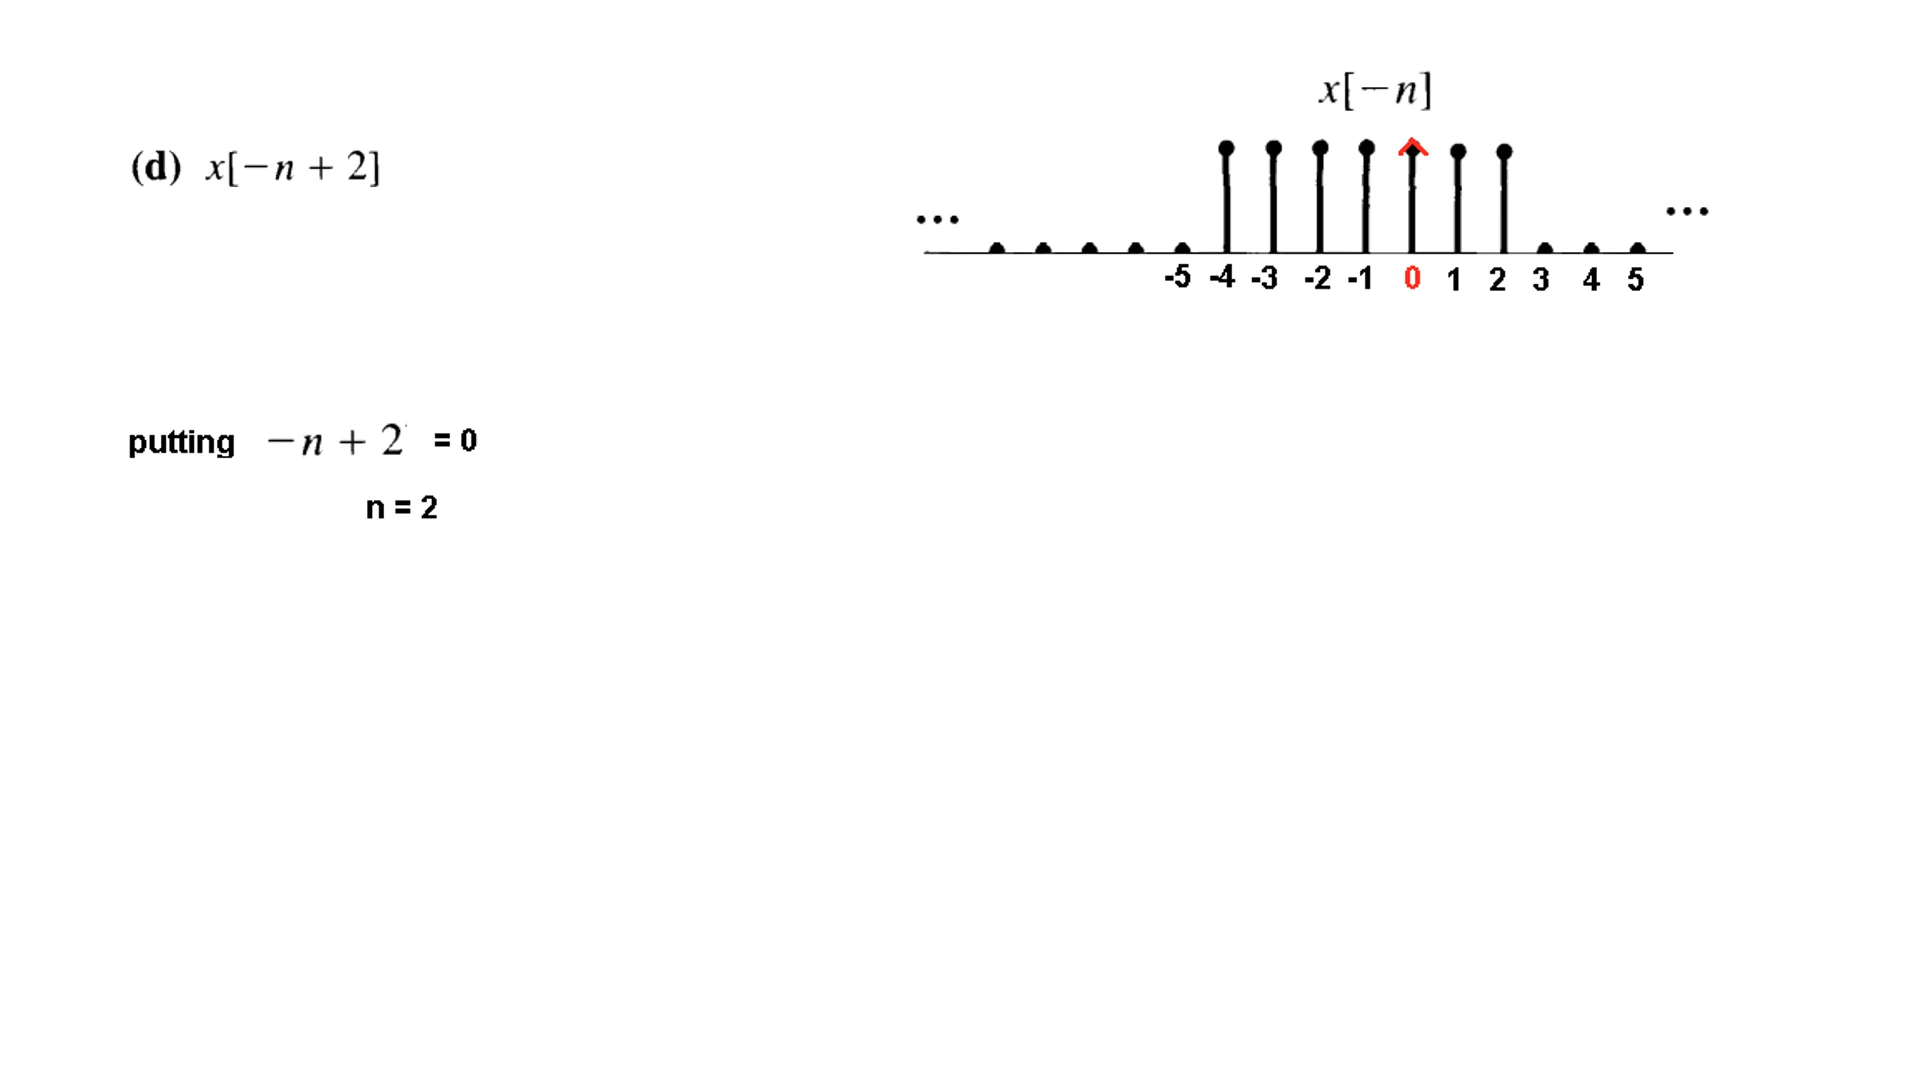 x[−n]
(d) x[−n + 2]
... ...
-5 -4 -3 -2 -1 0 1 2 3 4 5
putting −n + 2 = 0
n = 2